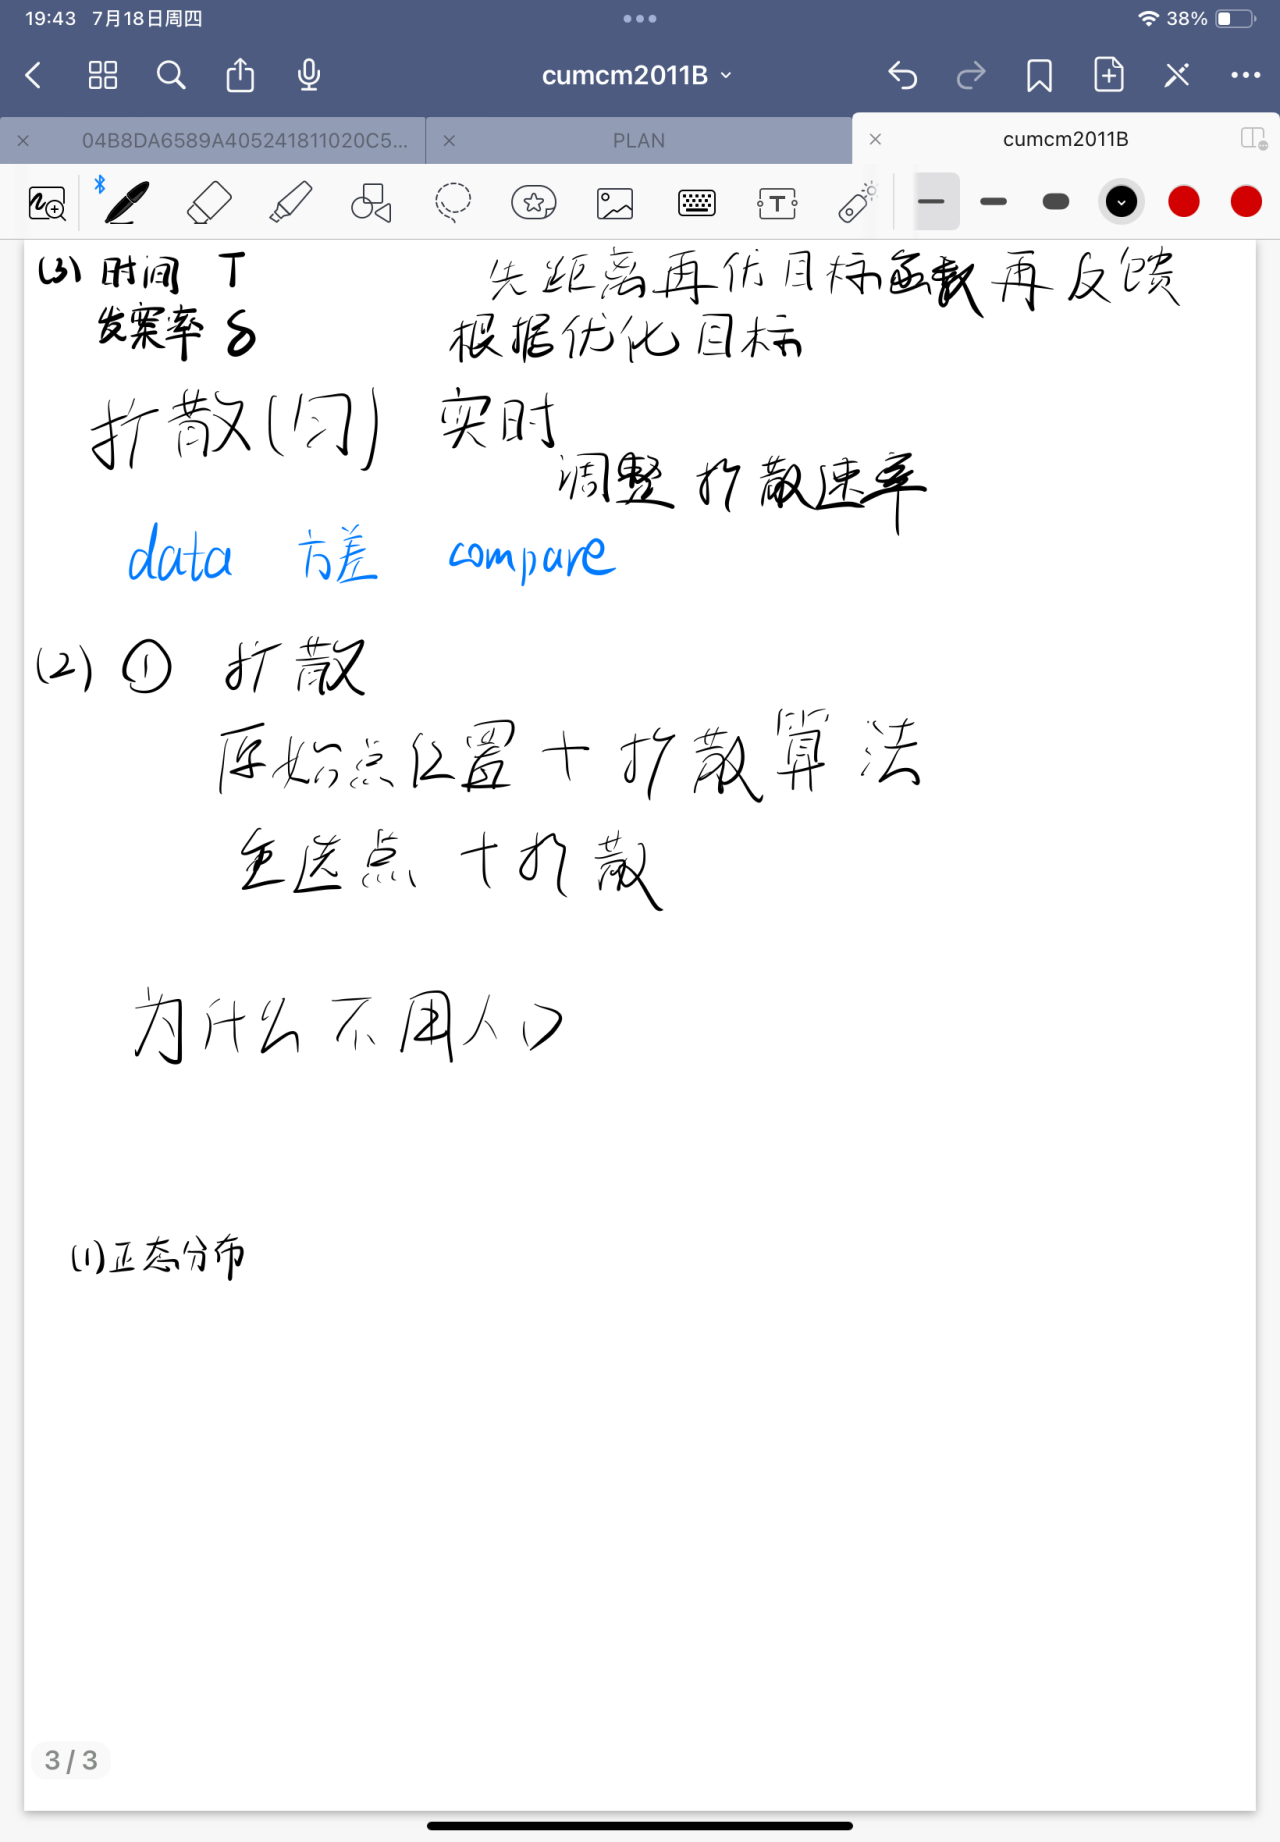 19:43 7月18日周四
38%
cumcm2011B
04B8DA6589A405241811020C5...
PLAN
cumcm2011B
(3) 时间 T
先距离再优目标函数再反馈
发案率 δ
根据优化目标
扩散(匀) 实时
调整扩散速率
data 方差 compare
(2) ① 扩散
原始点位置+扩散算法
重选点+扩散
为什么不用人口
(1)正态分布
3/3